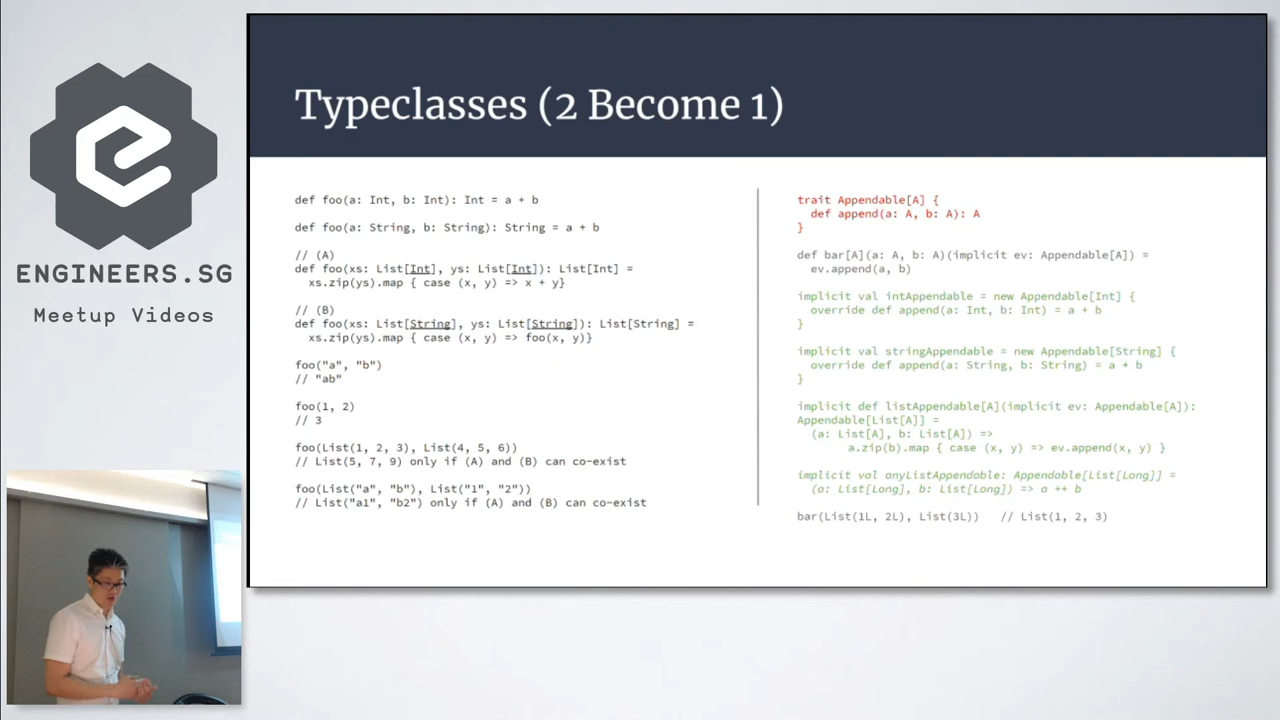 ENGINEERS.SG
Meetup Videos
Typeclasses (2 Become 1)
def foo(a: Int, b: Int): Int = a + b
def foo(a: String, b: String): String = a + b
// (A)
def foo(xs: List[Int], ys: List[Int]): List[Int] =
xs.zip(ys).map { case (x, y) => x + y}
// (B)
def foo(xs: List[String], ys: List[String]): List[String] =
xs.zip(ys).map { case (x, y) => foo(x, y)}
foo("a", "b")
// "ab"
foo(1, 2)
// 3
foo(List(1, 2, 3), List(4, 5, 6))
// List(5, 7, 9) only if (A) and (B) can co-exist
foo(List("a", "b"), List("1", "2"))
// List("a1", "b2") only if (A) and (B) can co-exist
trait Appendable[A] {
def append(a: A, b: A): A
}
def bar[A](a: A, b: A)(implicit ev: Appendable[A]) =
ev.append(a, b)
implicit val intAppendable = new Appendable[Int] {
override def append(a: Int, b: Int) = a + b
}
implicit val stringAppendable = new Appendable[String] {
override def append(a: String, b: String) = a + b
}
implicit def listAppendable[A](implicit ev: Appendable[A]):
Appendable[List[A]] =
(a: List[A], b: List[A]) =>
a.zip(b).map { case (x, y) => ev.append(x, y) }
implicit val anyListAppendable: Appendable[List[Long]] =
(a: List[Long], b: List[Long]) => a ++ b
bar(List(1L, 2L), List(3L)) // List(1, 2, 3)